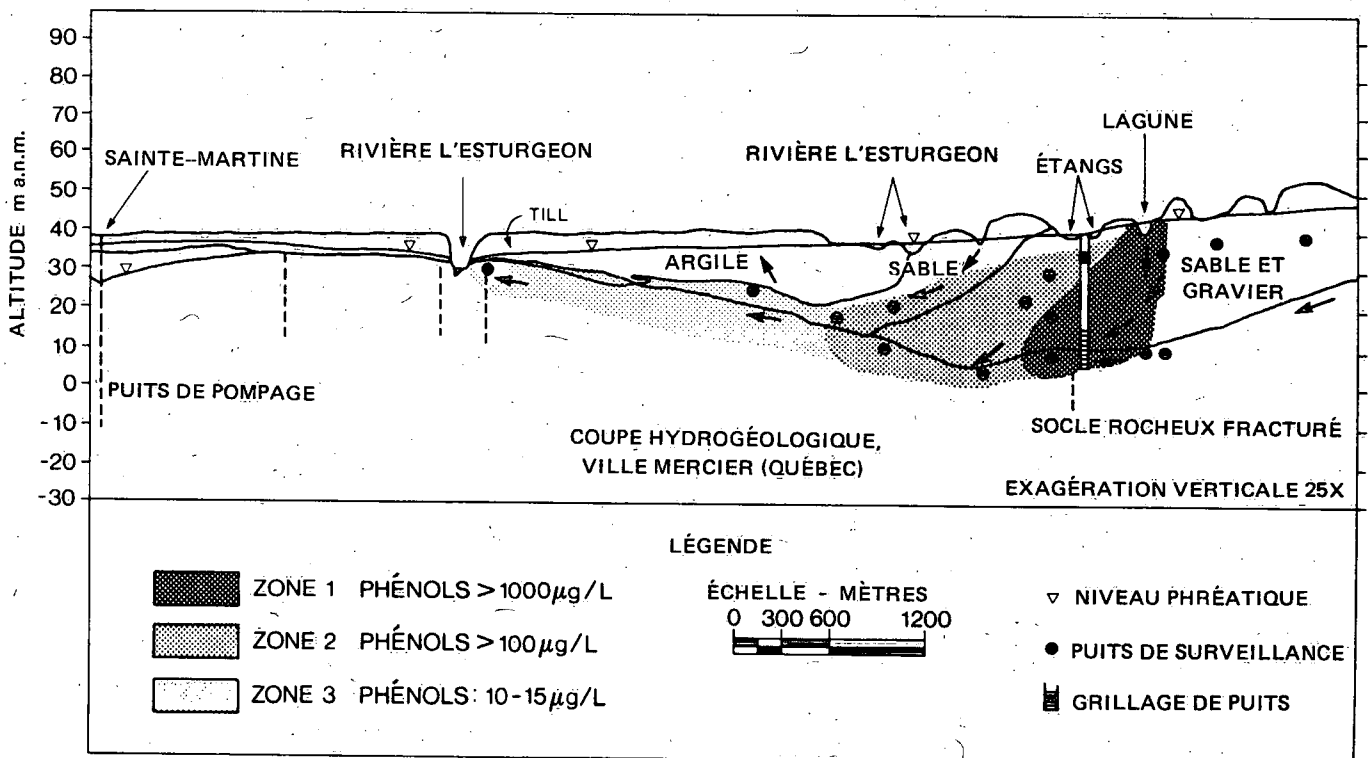 90
80
70
60
50
40
30
20
10
0
-10
-20
-30
ALTITUDE m a.n.m.
SAINTE-MARTINE
RIVIÈRE L'ESTURGEON
TILL
RIVIÈRE L'ESTURGEON
ÉTANGS
LAGUNE
ARGILE
SABLE
SABLE ET
GRAVIER
PUITS DE POMPAGE
SOCLE ROCHEUX FRACTURÉ
COUPE HYDROGÉOLOGIQUE,
VILLE MERCIER (QUÉBEC)
EXAGÉRATION VERTICALE 25X
LÉGENDE
ZONE 1 PHÉNOLS > 1000µg/L
ZONE 2 PHÉNOLS > 100µg/L
ZONE 3 PHÉNOLS: 10-15µg/L
ÉCHELLE - MÈTRES
0 300 600 1200
NIVEAU PHRÉATIQUE
PUITS DE SURVEILLANCE
GRILLAGE DE PUITS